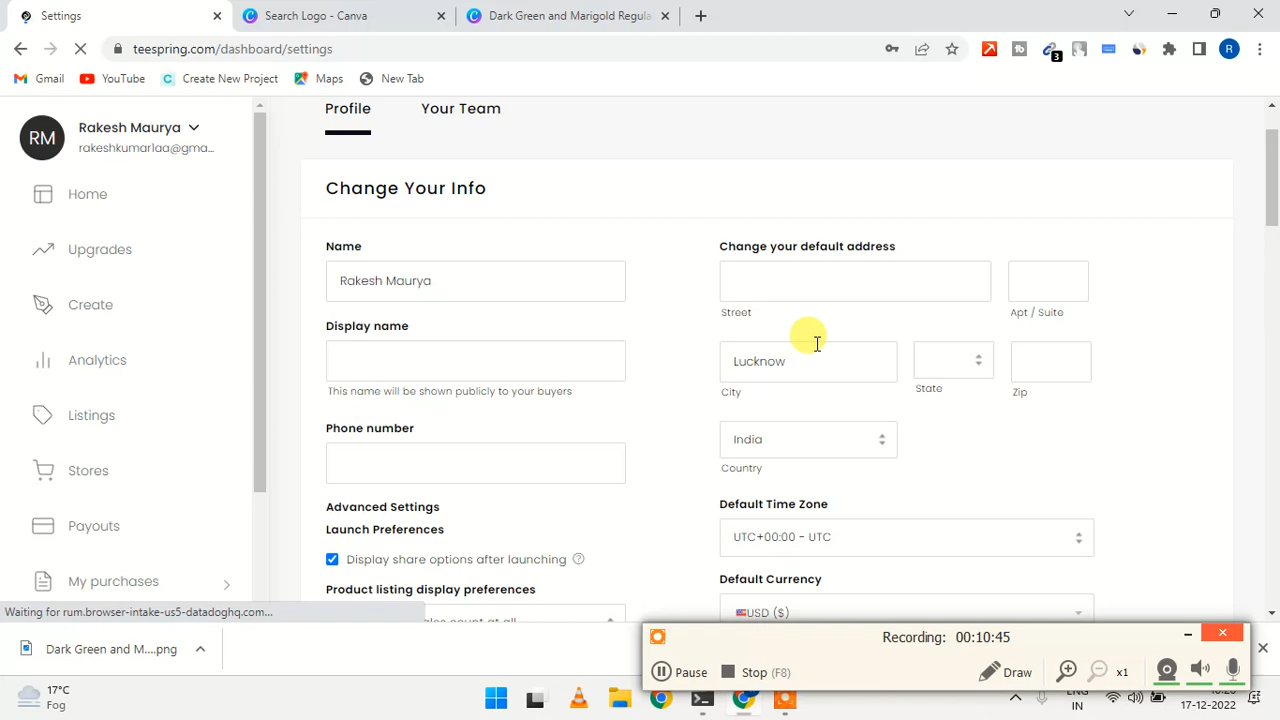 Settings
Search Logo - Canva
Dark Green and Marigold Regula
teespring.com/dashboard/settings
3
R
Gmail
YouTube
Create New Project
Maps
New Tab
RM
Rakesh Maurya
rakeshkumarlaa@gma...
Home
Upgrades
Create
Analytics
Listings
Stores
Payouts
My purchases
Profile
Your Team
Change Your Info
Name
Rakesh Maurya
Display name
This name will be shown publicly to your buyers
Phone number
Advanced Settings
Launch Preferences
Display share options after launching
Product listing display preferences
Change your default address
Street
Apt / Suite
Lucknow
City
State
Zip
India
Country
Default Time Zone
UTC+00:00 - UTC
Default Currency
USD ($)
Waiting for rum.browser-intake-us5-datadoghq.com...
Dark Green and M....png
Recording: 00:10:45
Pause
Stop (F8)
Draw
x1
17°C
Fog
ENG
IN
17-12-2022